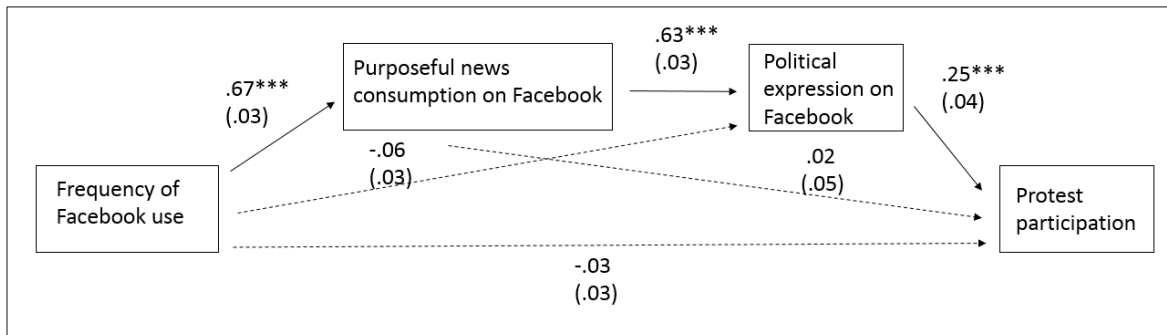 .67***
(.03)
Purposeful news
consumption on Facebook
.63***
(.03)
Political
expression on
Facebook
.25***
(.04)
-.06
(.03)
.02
(.05)
Frequency of
Facebook use
Protest
participation
-.03
(.03)